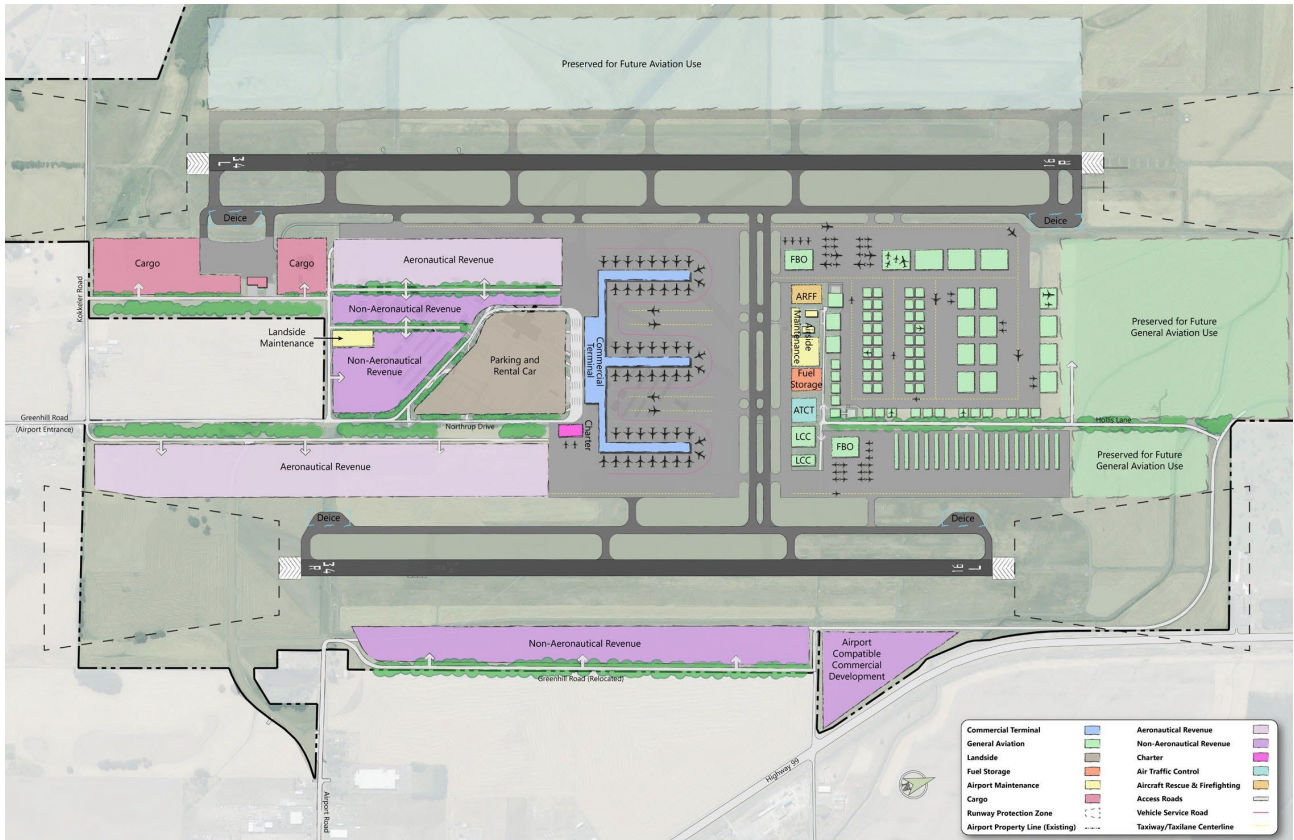 Preserved for Future Aviation Use
34
L
16
R
Deice
Deice
Cargo
Cargo
Aeronautical Revenue
FBO
Kokkeler Road
Non-Aeronautical Revenue
ARFF
Landside
Maintenance
Airside
Maintenance
Preserved for Future
General Aviation Use
Non-Aeronautical
Revenue
Parking and
Rental Car
Commercial
Terminal
Fuel
Storage
Greenhill Road
(Airport Entrance)
Northrup Drive
Charter
ATCT
Hollis Lane
LCC
FBO
LCC
Aeronautical Revenue
Preserved for Future
General Aviation Use
Deice
Deice
34
R
16
L
Non-Aeronautical Revenue
Airport
Compatible
Commercial
Development
Greenhill Road (Relocated)
Highway 99
Airport Road
N
Commercial Terminal
General Aviation
Landside
Fuel Storage
Airport Maintenance
Cargo
Runway Protection Zone
Airport Property Line (Existing)
Aeronautical Revenue
Non-Aeronautical Revenue
Charter
Air Traffic Control
Aircraft Rescue & Firefighting
Access Roads
Vehicle Service Road
Taxiway/Taxilane Centerline